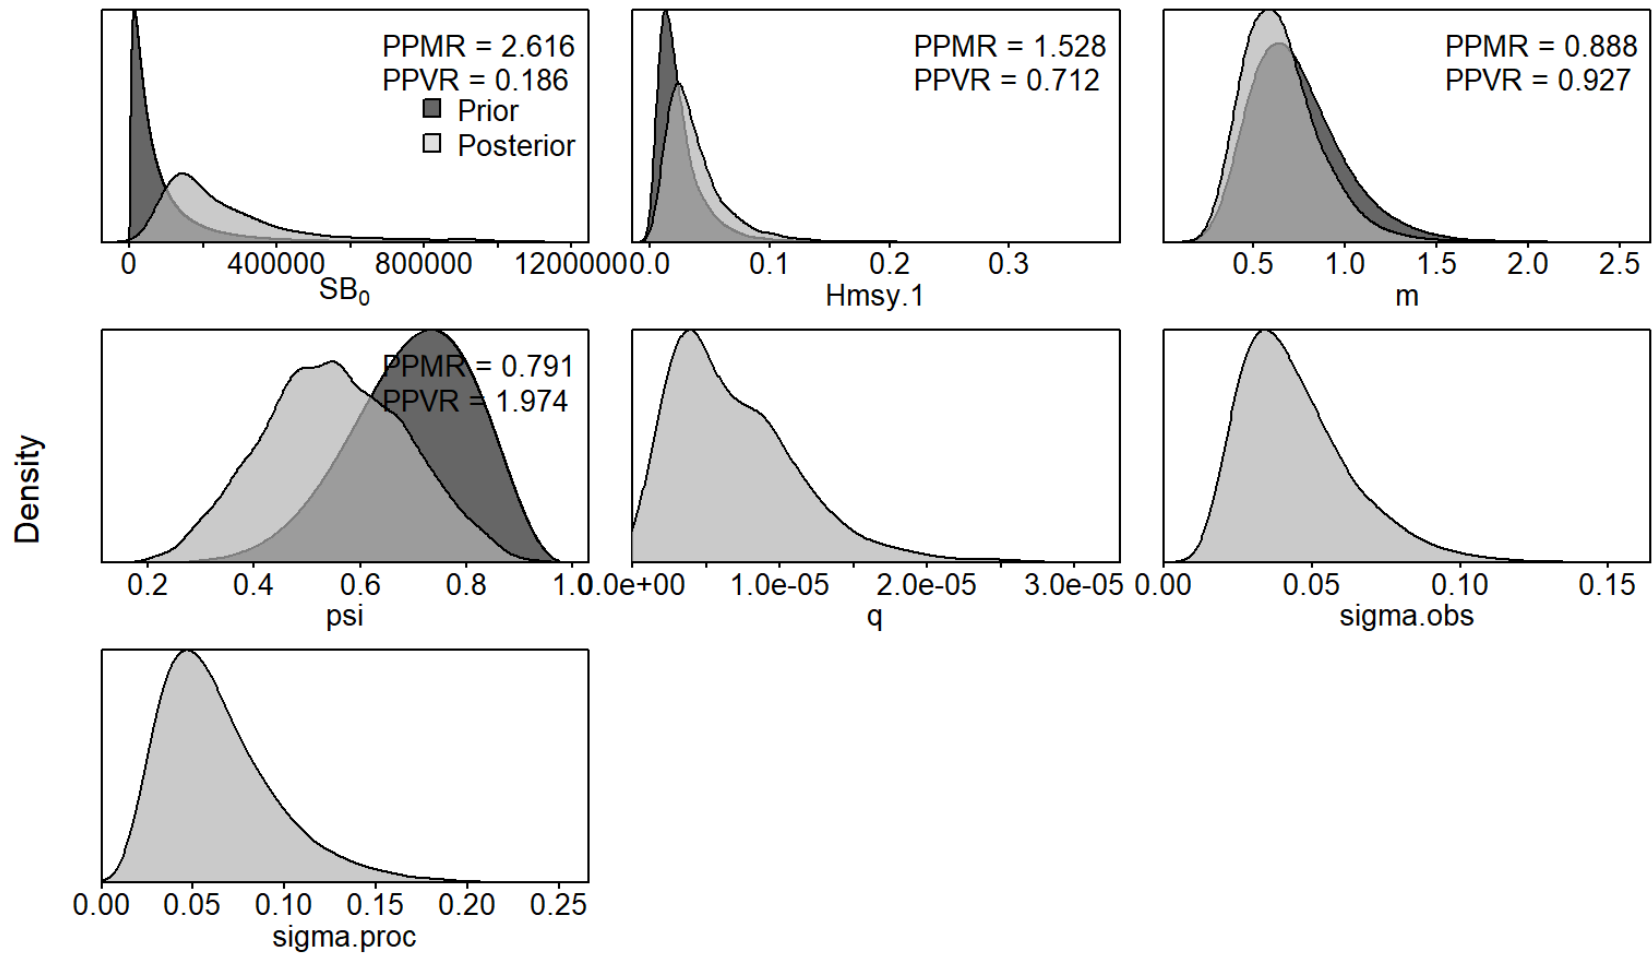 PPMR = 2.616
PPVR = 0.186
Prior
Posterior
0 400000 800000 1200000
SB₀
PPMR = 1.528
PPVR = 0.712
0.0 0.1 0.2 0.3
Hmsy.1
PPMR = 0.888
PPVR = 0.927
0.5 1.0 1.5 2.0 2.5
m
Density
PPMR = 0.791
PPVR = 1.974
0.2 0.4 0.6 0.8 1.0
psi
0.0e+00 1.0e-05 2.0e-05 3.0e-05
q
0.00 0.05 0.10 0.15
sigma.obs
0.00 0.05 0.10 0.15 0.20 0.25
sigma.proc